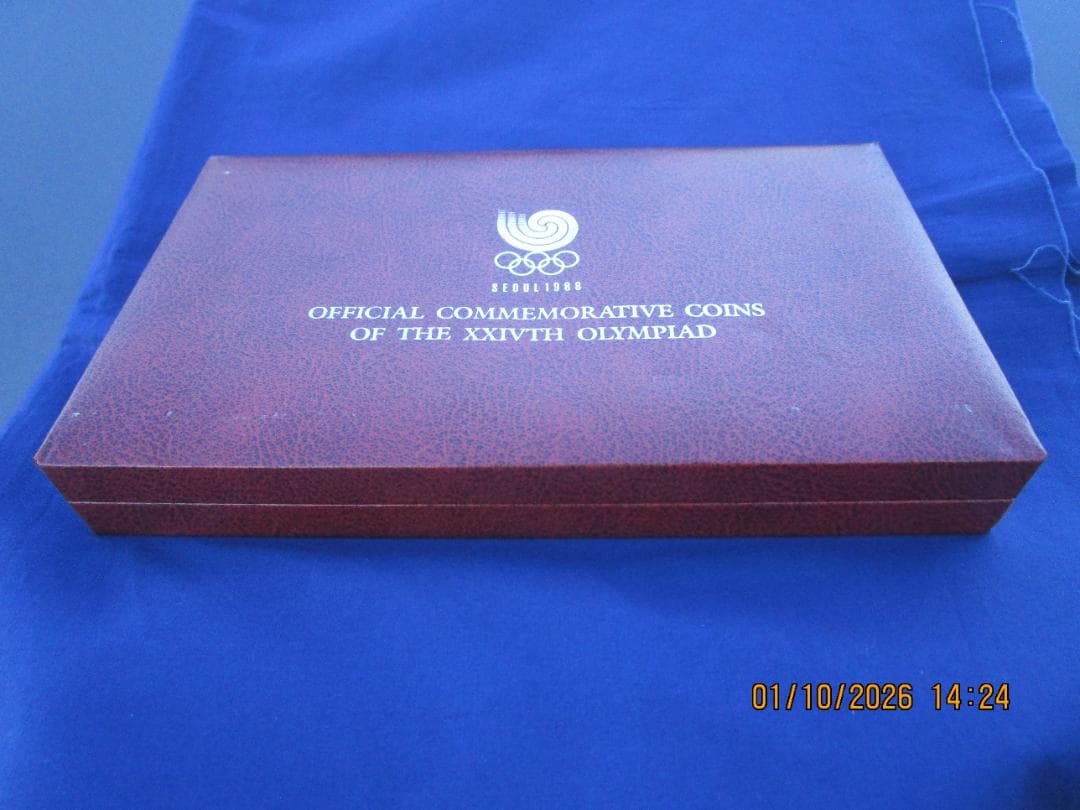 SEOUL 1988
OFFICIAL COMMEMORATIVE COINS
OF THE XXIVTH OLYMPIAD
01/10/2026 14:24